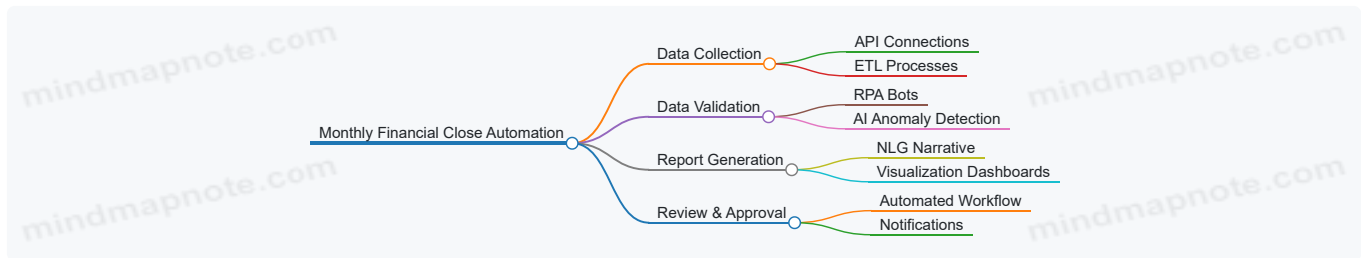 mindmapnote.com
mindmapnote.com
Monthly Financial Close Automation
Data Collection
API Connections
ETL Processes
Data Validation
RPA Bots
AI Anomaly Detection
Report Generation
NLG Narrative
Visualization Dashboards
Review & Approval
Automated Workflow
Notifications
mindmapnote.com
mindmapnote.com